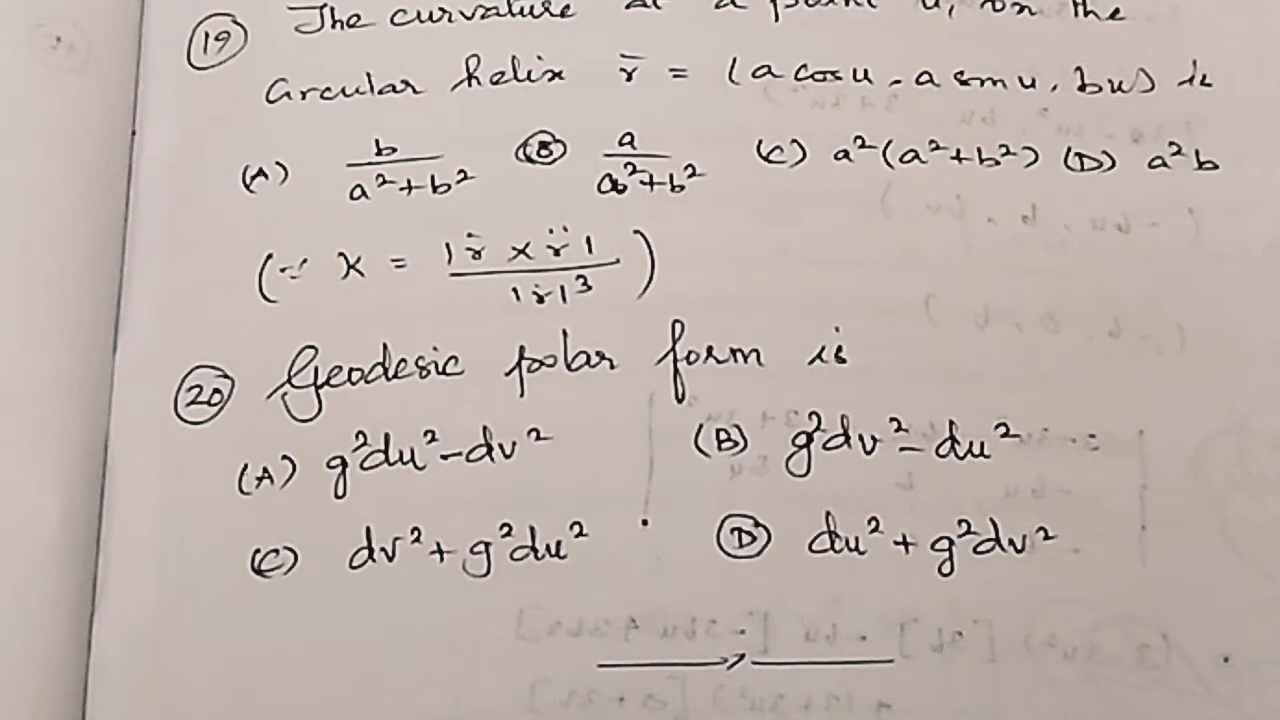 (19) The curvature at a point u, on the
circular helix r̄ = (a cos u, a sin u, bu) is
(A) b/a²+b² (B) a/a²+b² (C) a²(a²+b²) (D) a²b
(∵ K = |ṙ × r̈| / |ṙ|³)
(20) Geodesic polar form is
(A) g²du²-dv² (B) g²dv²-du²
(C) dv²+g²du² (D) du²+g²dv²